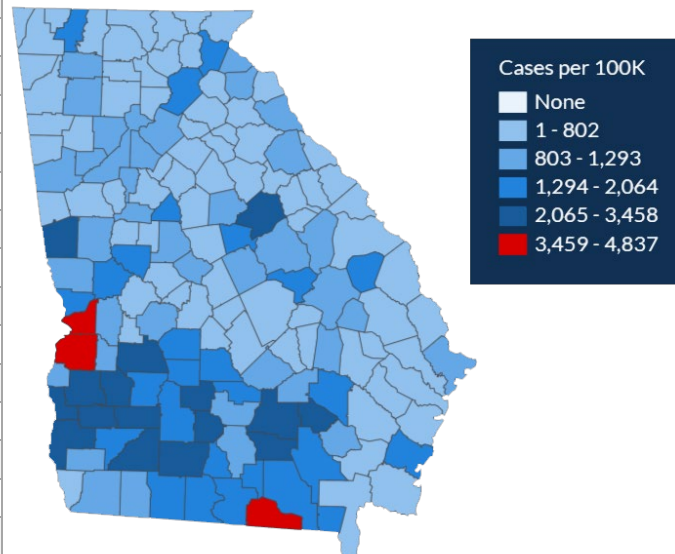 Cases per 100K
None
1 - 802
803 - 1,293
1,294 - 2,064
2,065 - 3,458
3,459 - 4,837